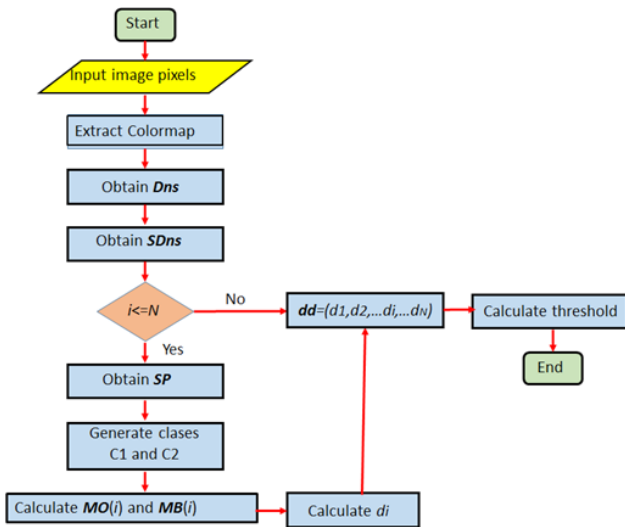 Start
Input image pixels
Extract Colormap
Obtain Dns
Obtain SDns
i<=N
No
dd=(d1,d2,...di,...dN)
Calculate threshold
Yes
End
Obtain SP
Generate clases
C1 and C2
Calculate MO(i) and MB(i)
Calculate di